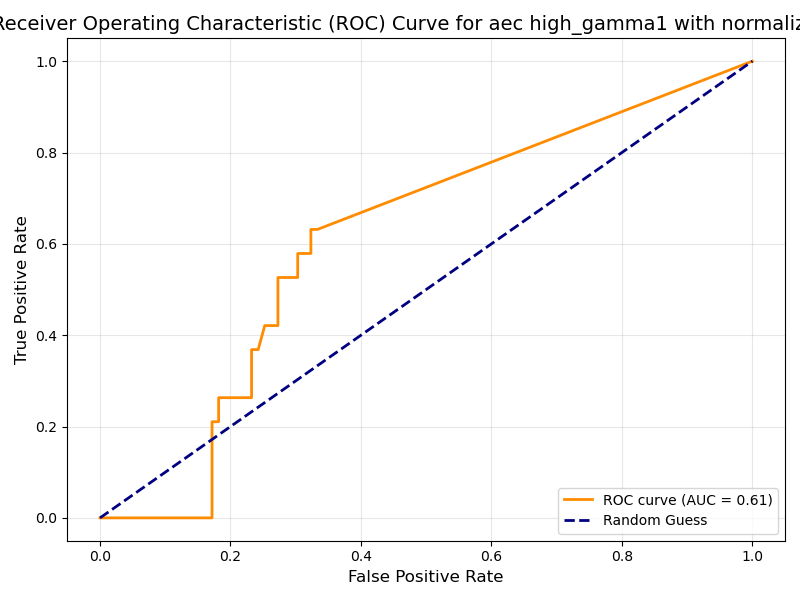 Receiver Operating Characteristic (ROC) Curve for aec high_gamma1 with
1.0
0.8
0.6
0.4
0.2
0.0
True Positive Rate
0.0 0.2 0.4 0.6 0.8 1.0
False Positive Rate
ROC curve (AUC = 0.61)
Random Guess